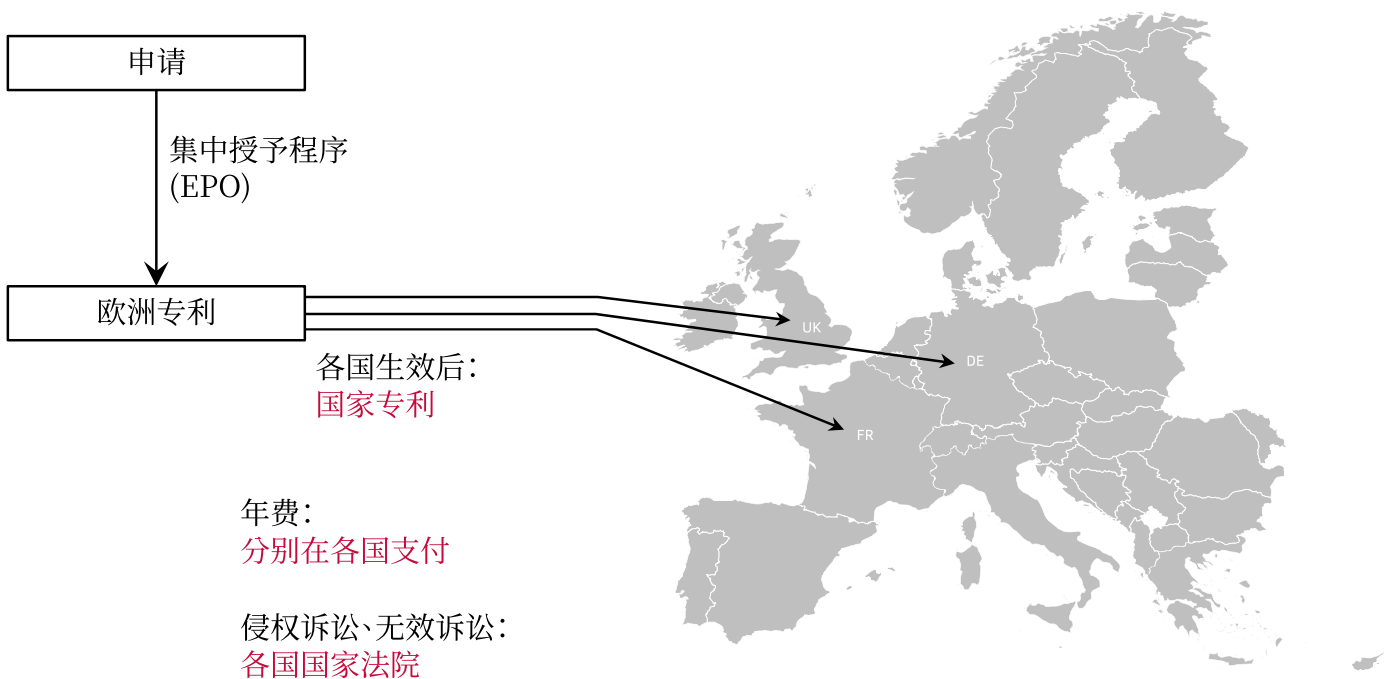 申请
集中授予程序
(EPO)
欧洲专利
各国生效后：
国家专利
UK
DE
FR
年费：
分别在各国支付
侵权诉讼、无效诉讼：
各国国家法院